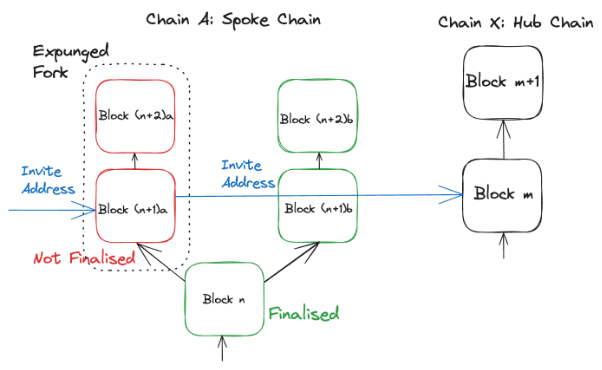 Chain A: Spoke Chain
Chain X: Hub Chain
Expunged
Fork
Block (n+2)a
Block (n+2)b
Block m+1
Invite
Address
Invite
Address
Block (n+1)a
Block (n+1)b
Block m
Not Finalised
Block n
Finalised